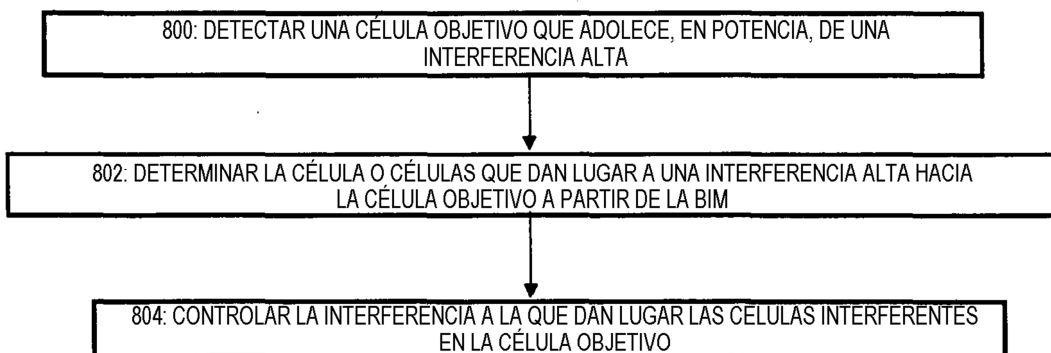 800: DETECTAR UNA CÉLULA OBJETIVO QUE ADOLECE, EN POTENCIA, DE UNA
INTERFERENCIA ALTA
802: DETERMINAR LA CÉLULA O CÉLULAS QUE DAN LUGAR A UNA INTERFERENCIA ALTA HACIA
LA CÉLULA OBJETIVO A PARTIR DE LA BIM
804: CONTROLAR LA INTERFERENCIA A LA QUE DAN LUGAR LAS CÉLULAS INTERFERENTES
EN LA CÉLULA OBJETIVO